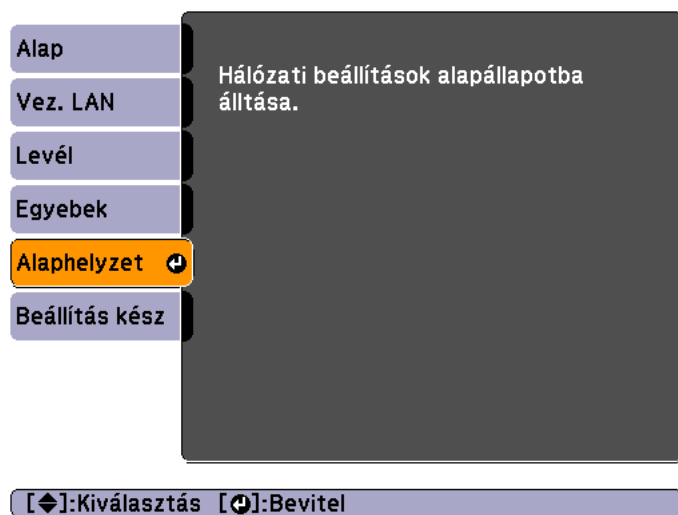 Alap
Vez. LAN
Levél
Egyebek
Alaphelyzet
Beállítás kész
Hálózati beállítások alapállapotba
álltása.
[◆]:Kiválasztás [⏎]:Bevitel